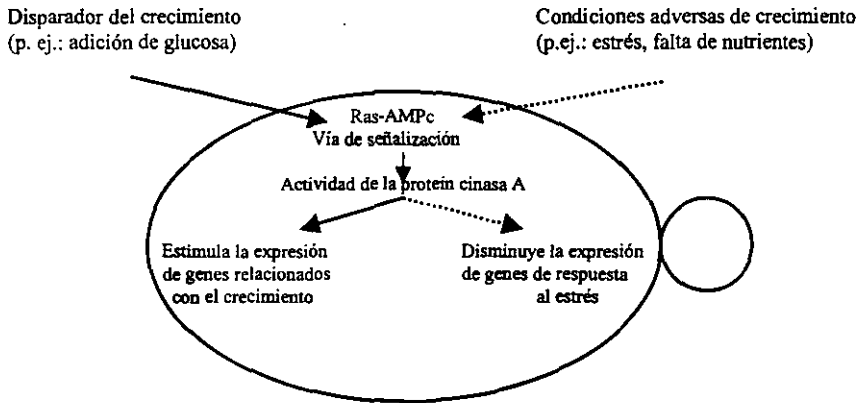 Disparador del crecimiento
(p. ej.: adición de glucosa)
Condiciones adversas de crecimiento
(p.ej.: estrés, falta de nutrientes)
Ras-AMPc
Vía de señalización
Actividad de la protein cinasa A
Estimula la expresión
de genes relacionados
con el crecimiento
Disminuye la expresión
de genes de respuesta
al estrés